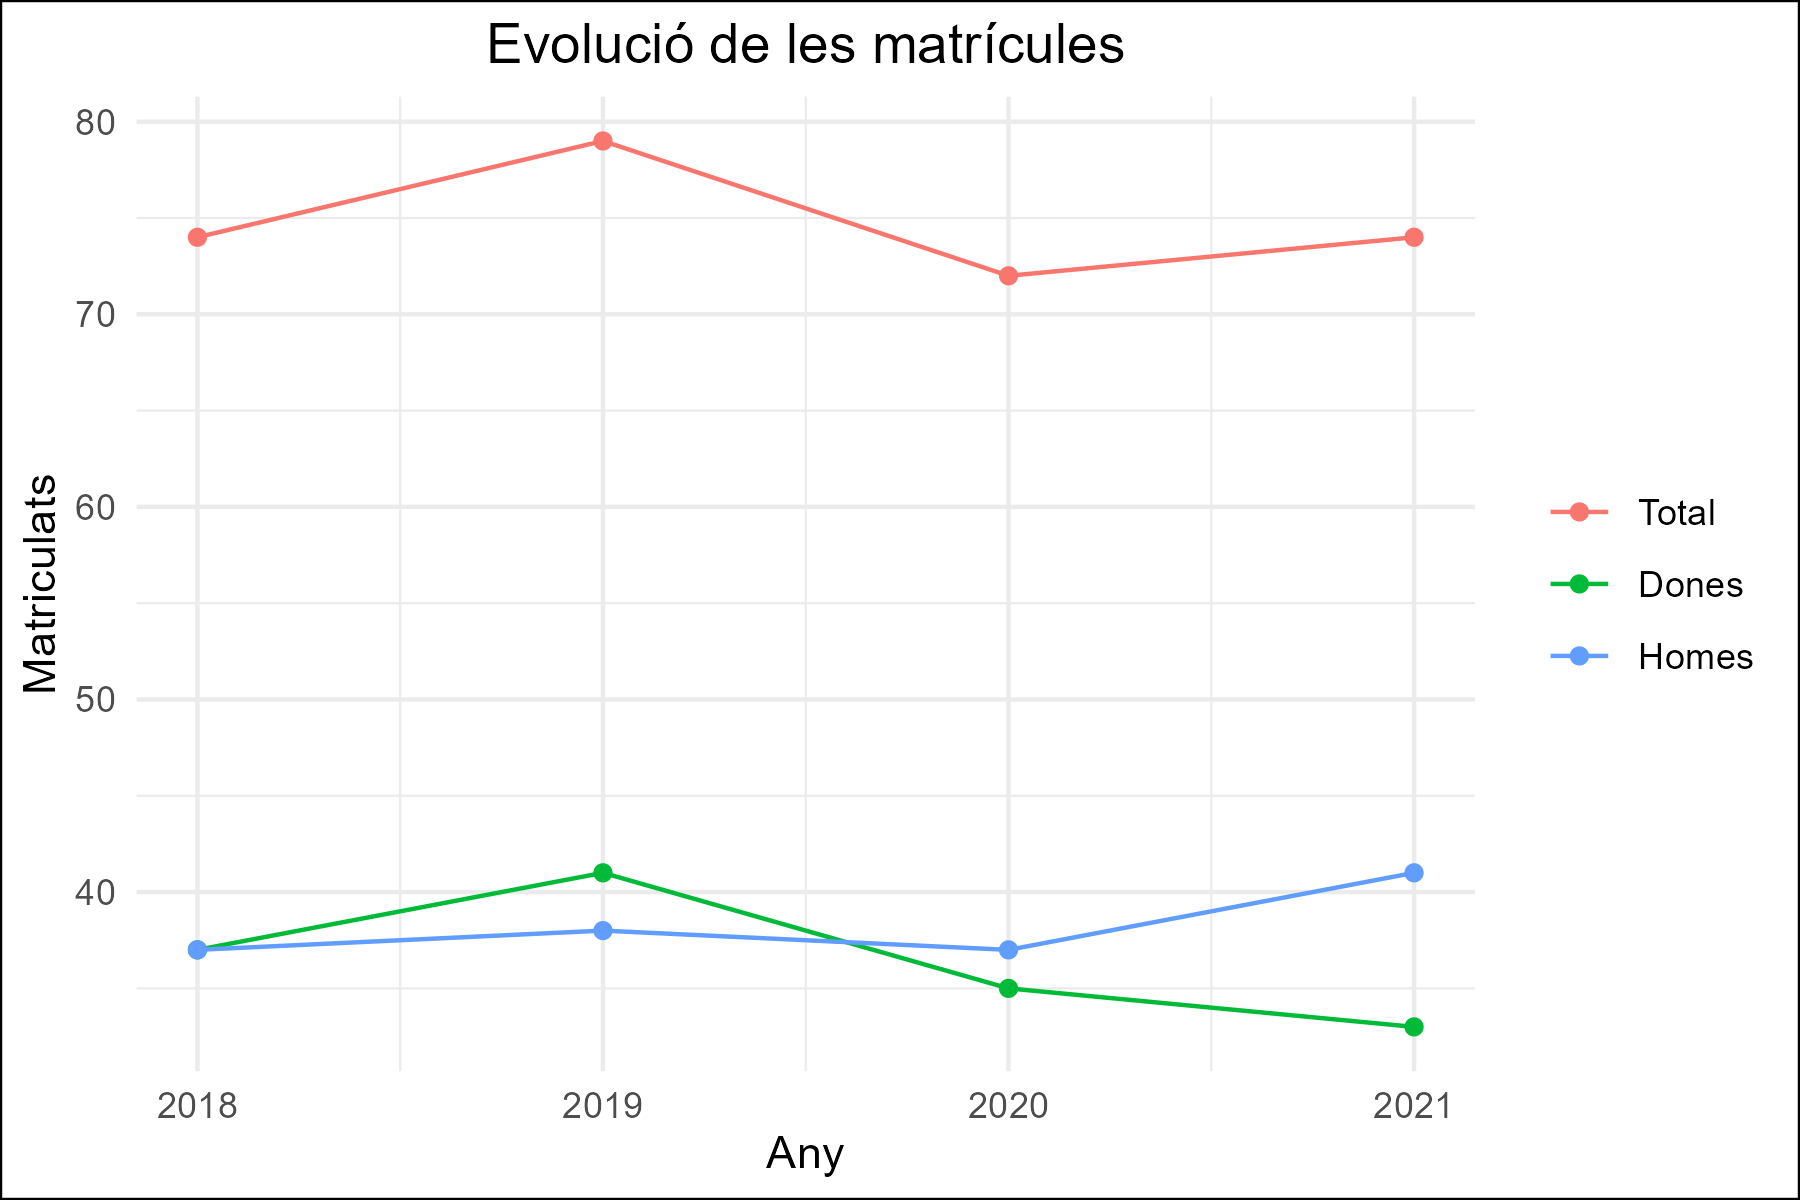 Evolució de les matrícules
Matriculats
80
70
60
50
40
2018
2019
2020
2021
Any
Total
Dones
Homes